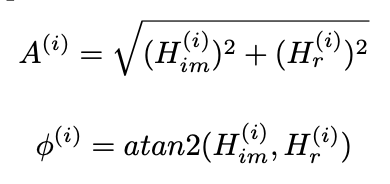 A^{(i)} = \sqrt{(H_{im}^{(i)})^2 + (H_r^{(i)})^2}
\phi^{(i)} = atan2(H_{im}^{(i)}, H_r^{(i)})